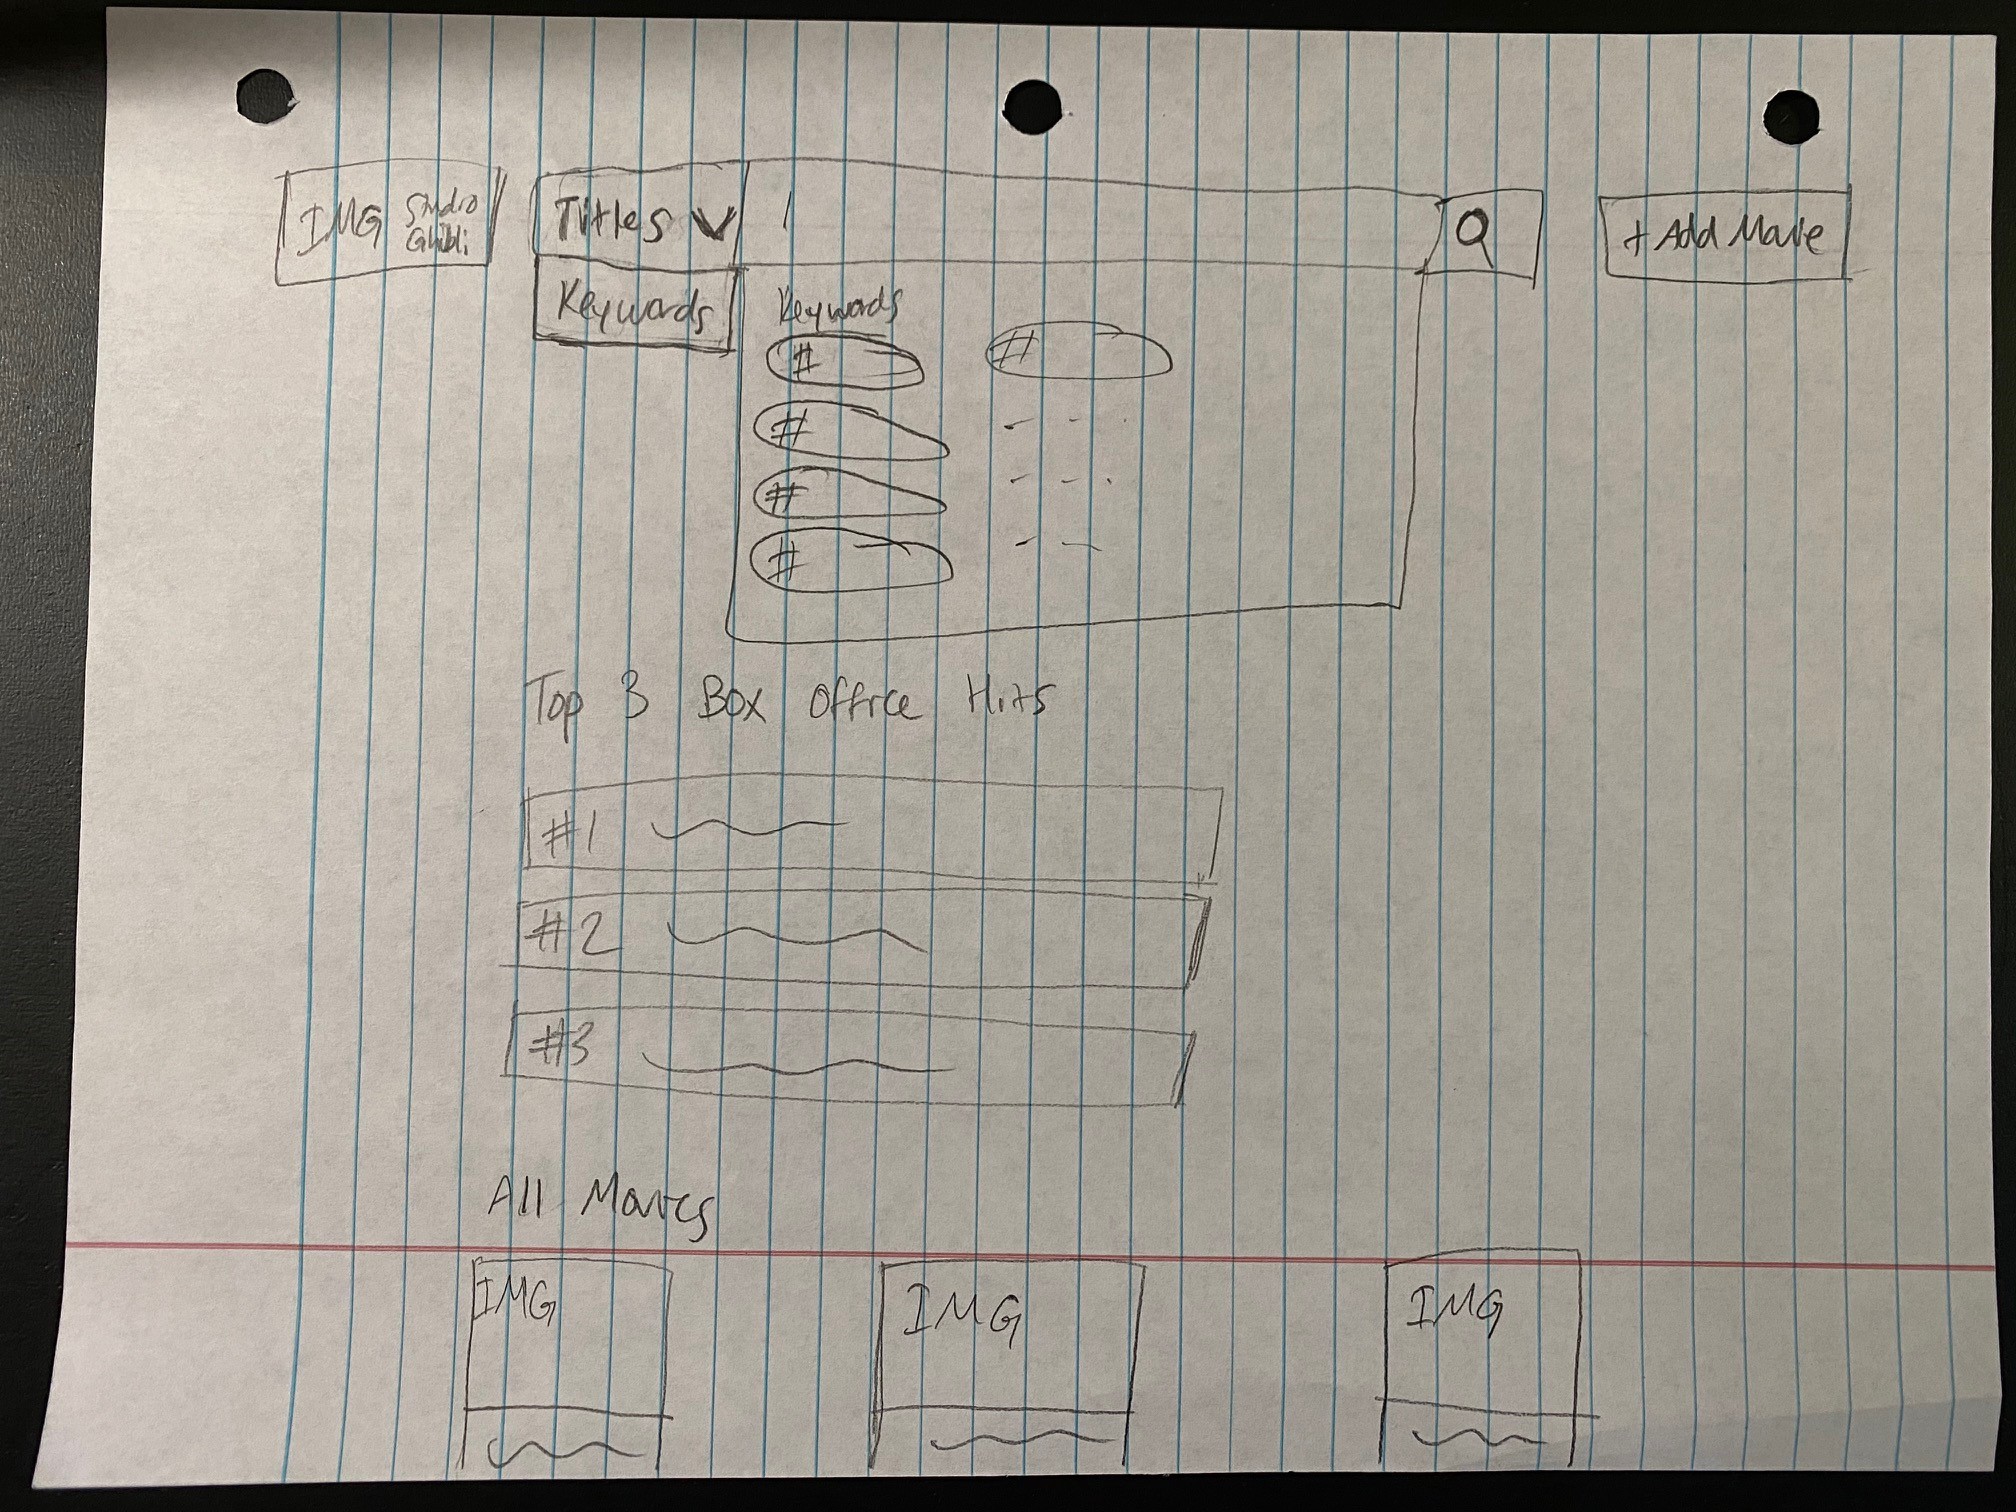 IMG Studio
Ghibli
Titles
+ Add Movie
Keywords
Keywords
#
#
#
#
#
Top 3 Box Office Hits
#1
#2
#3
All Movies
IMG
IMG
IMG